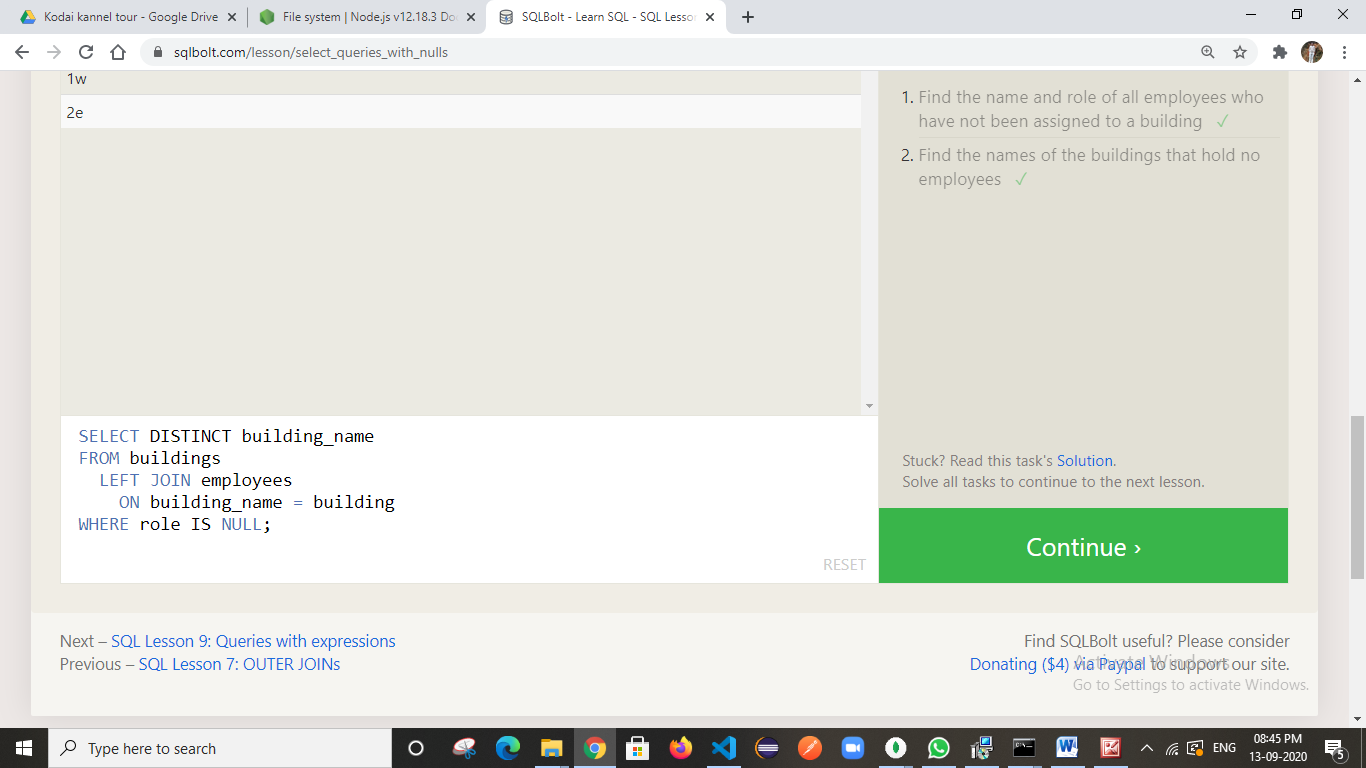 Kodai kannel tour - Google Drive
File system | Node.js v12.18.3 Do
SQLBolt - Learn SQL - SQL Lesso
sqlbolt.com/lesson/select_queries_with_nulls
1w
2e
1. Find the name and role of all employees who
have not been assigned to a building ✓
2. Find the names of the buildings that hold no
employees ✓
SELECT DISTINCT building_name
FROM buildings
LEFT JOIN employees
ON building_name = building
WHERE role IS NULL;
RESET
Stuck? Read this task's Solution.
Solve all tasks to continue to the next lesson.
Continue ›
Next – SQL Lesson 9: Queries with expressions
Previous – SQL Lesson 7: OUTER JOINs
Find SQLBolt useful? Please consider
Donating ($4) via Paypal to support our site.
Activate Windows
Go to Settings to activate Windows.
Type here to search
ENG
08:45 PM
13-09-2020
5